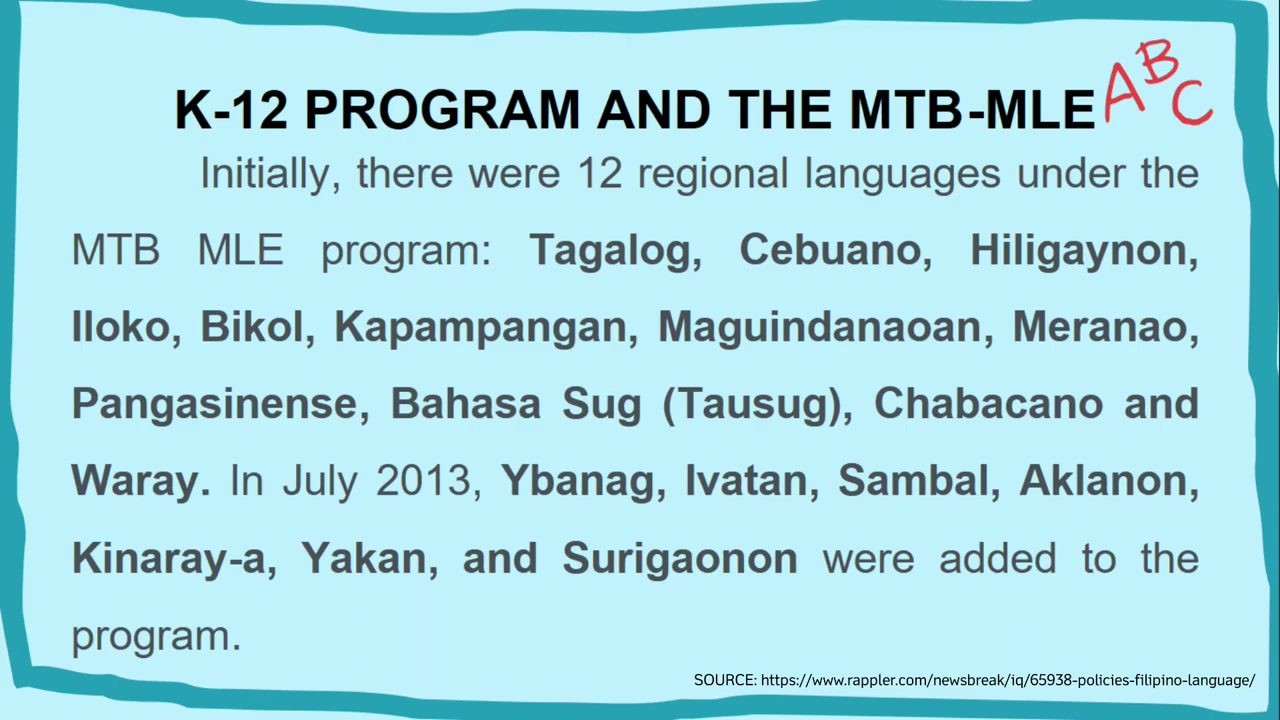 K-12 PROGRAM AND THE MTB-MLE
ABC
Initially, there were 12 regional languages under the
MTB MLE program: Tagalog, Cebuano, Hiligaynon,
Iloko, Bikol, Kapampangan, Maguindanaoan, Meranao,
Pangasinense, Bahasa Sug (Tausug), Chabacano and
Waray. In July 2013, Ybanag, Ivatan, Sambal, Aklanon,
Kinaray-a, Yakan, and Surigaonon were added to the
program.
SOURCE: https://www.rappler.com/newsbreak/iq/65938-policies-filipino-language/